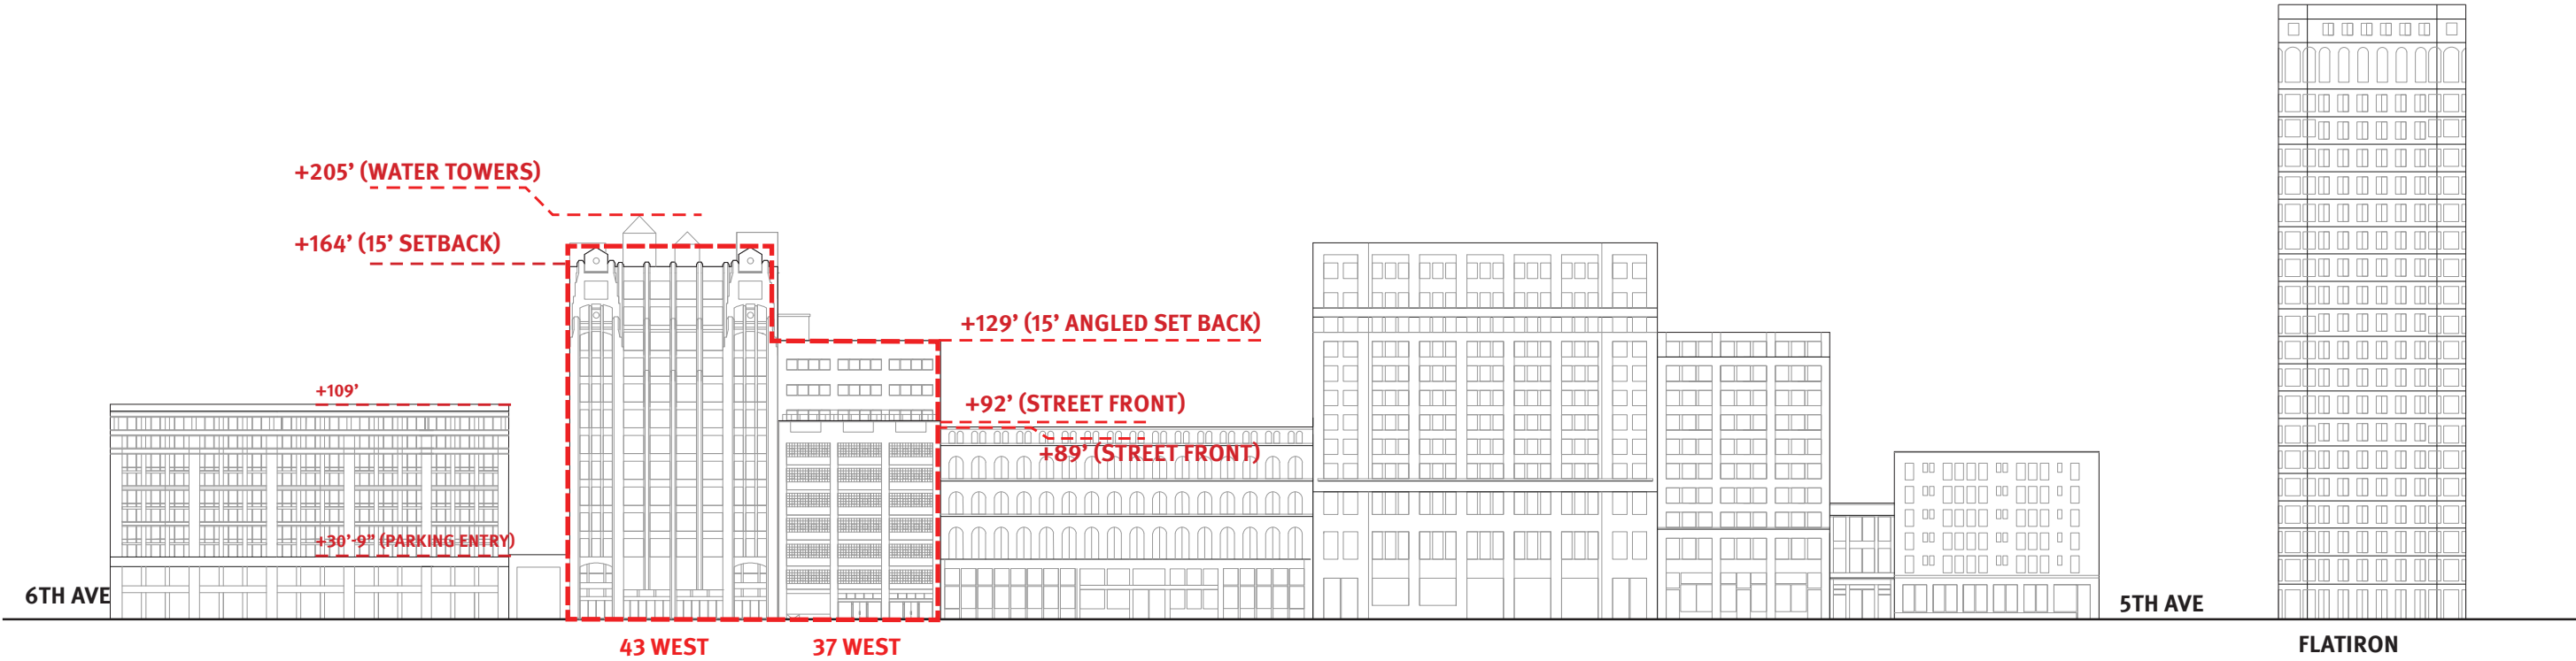 +205’ (WATER TOWERS)
+164’ (15’ SETBACK)
+129’ (15’ ANGLED SET BACK)
+109’
+92’ (STREET FRONT)
+89’ (STREET FRONT)
+30’-9” (PARKING ENTRY)
6TH AVE
5TH AVE
43 WEST
37 WEST
FLATIRON